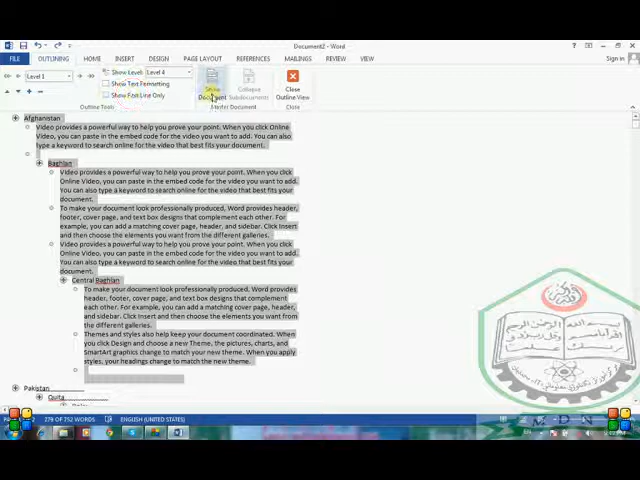 Document2 - Word
Sign in
FILE
OUTLINING
HOME
INSERT
DESIGN
PAGE LAYOUT
REFERENCES
MAILINGS
REVIEW
VIEW
Level 1
Show Level: Level 4
Show Text Formatting
Show First Line Only
Outline Tools
Show Document
Collapse Subdocuments
Master Document
Close Outline View
Close
Afghanistan
Video provides a powerful way to help you prove your point. When you click Online
Video, you can paste in the embed code for the video you want to add. You can also
type a keyword to search online for the video that best fits your document.
Baghlan
Video provides a powerful way to help you prove your point. When you click
Online Video, you can paste in the embed code for the video you want to add.
You can also type a keyword to search online for the video that best fits your
document.
To make your document look professionally produced, Word provides header,
footer, cover page, and text box designs that complement each other. For
example, you can add a matching cover page, header, and sidebar. Click Insert
and then choose the elements you want from the different galleries.
Video provides a powerful way to help you prove your point. When you click
Online Video, you can paste in the embed code for the video you want to add.
You can also type a keyword to search online for the video that best fits your
document.
Central Baghlan
To make your document look professionally produced, Word provides
header, footer, cover page, and text box designs that complement
each other. For example, you can add a matching cover page, header,
and sidebar. Click Insert and then choose the elements you want from
the different galleries.
Themes and styles also help keep your document coordinated. When
you click Design and choose a new Theme, the pictures, charts, and
SmartArt graphics change to match your new theme. When you apply
styles, your headings change to match the new theme.
Pakistan
Quita
279 OF 752 WORDS
ENGLISH (UNITED STATES)
M D N
EN